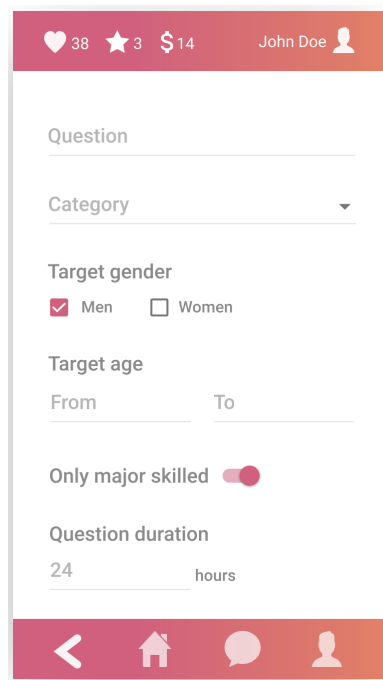 38 3 $14 John Doe
Question
Category
Target gender
Men Women
Target age
From To
Only major skilled
Question duration
24 hours